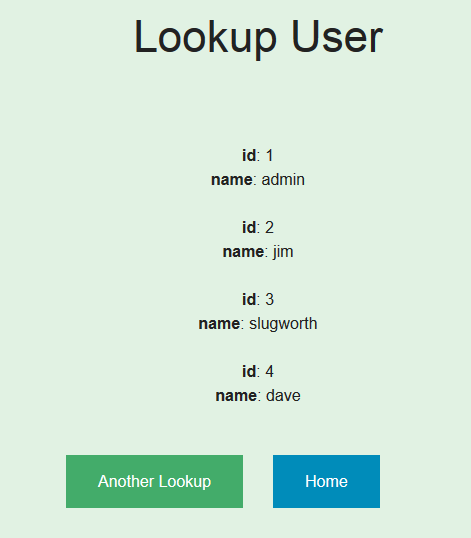 Lookup User
id: 1
name: admin
id: 2
name: jim
id: 3
name: slugworth
id: 4
name: dave
Another Lookup
Home